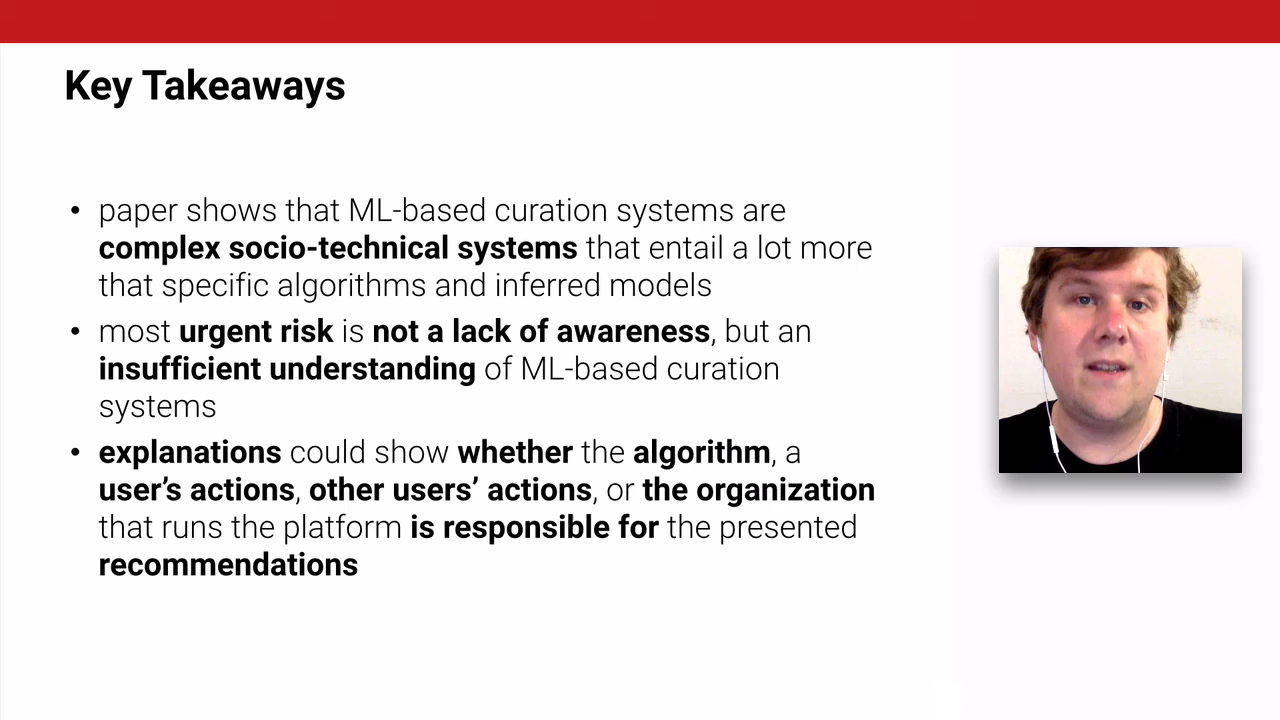 Key Takeaways
• paper shows that ML-based curation systems are
complex socio-technical systems that entail a lot more
that specific algorithms and inferred models
• most urgent risk is not a lack of awareness, but an
insufficient understanding of ML-based curation
systems
• explanations could show whether the algorithm, a
user’s actions, other users’ actions, or the organization
that runs the platform is responsible for the presented
recommendations